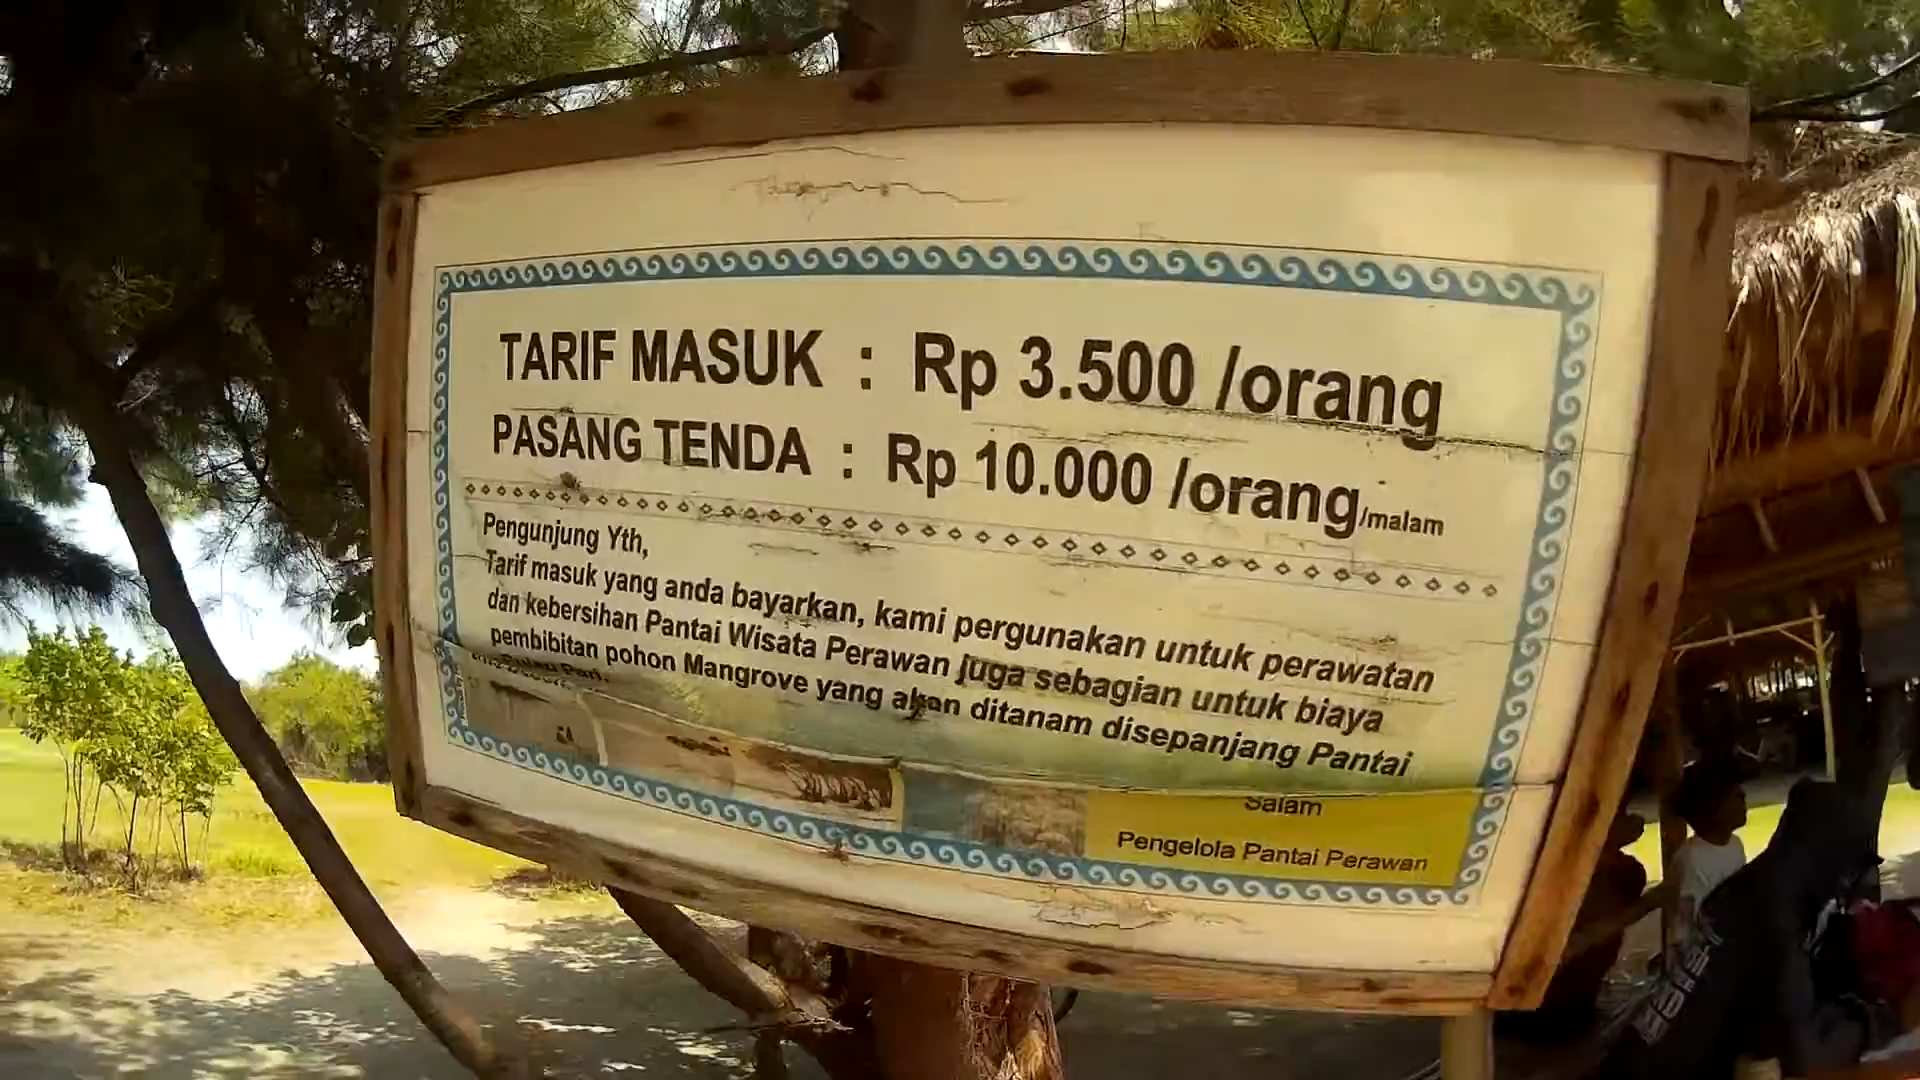 TARIF MASUK : Rp 3.500 /orang
PASANG TENDA : Rp 10.000 /orang/malam
Pengunjung Yth,
Tarif masuk yang anda bayarkan, kami pergunakan untuk perawatan
dan kebersihan Pantai Wisata Perawan juga sebagian untuk biaya
pembibitan pohon Mangrove yang akan ditanam disepanjang Pantai
Pulau Pari.
Salam
Pengelola Pantai Perawan